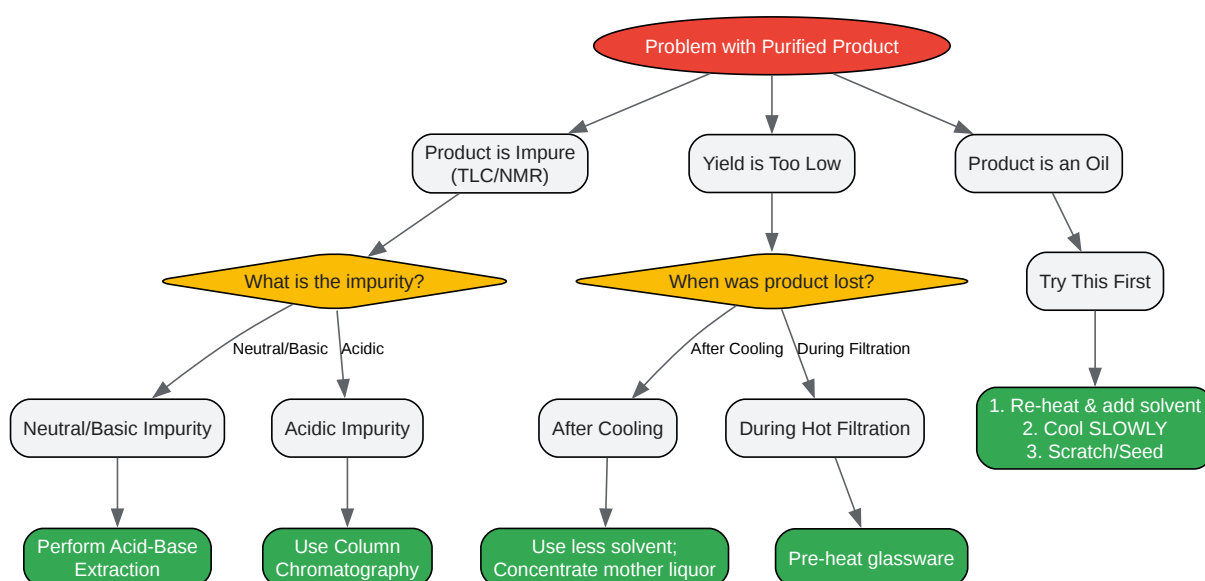 Problem with Purified Product
Product is Impure
(TLC/NMR)
Yield is Too Low
Product is an Oil
What is the impurity?
When was product lost?
Try This First
Neutral/Basic
Acidic
After Cooling
During Filtration
Neutral/Basic Impurity
Acidic Impurity
After Cooling
During Hot Filtration
1. Re-heat & add solvent
2. Cool SLOWLY
3. Scratch/Seed
Perform Acid-Base
Extraction
Use Column
Chromatography
Use less solvent;
Concentrate mother liquor
Pre-heat glassware